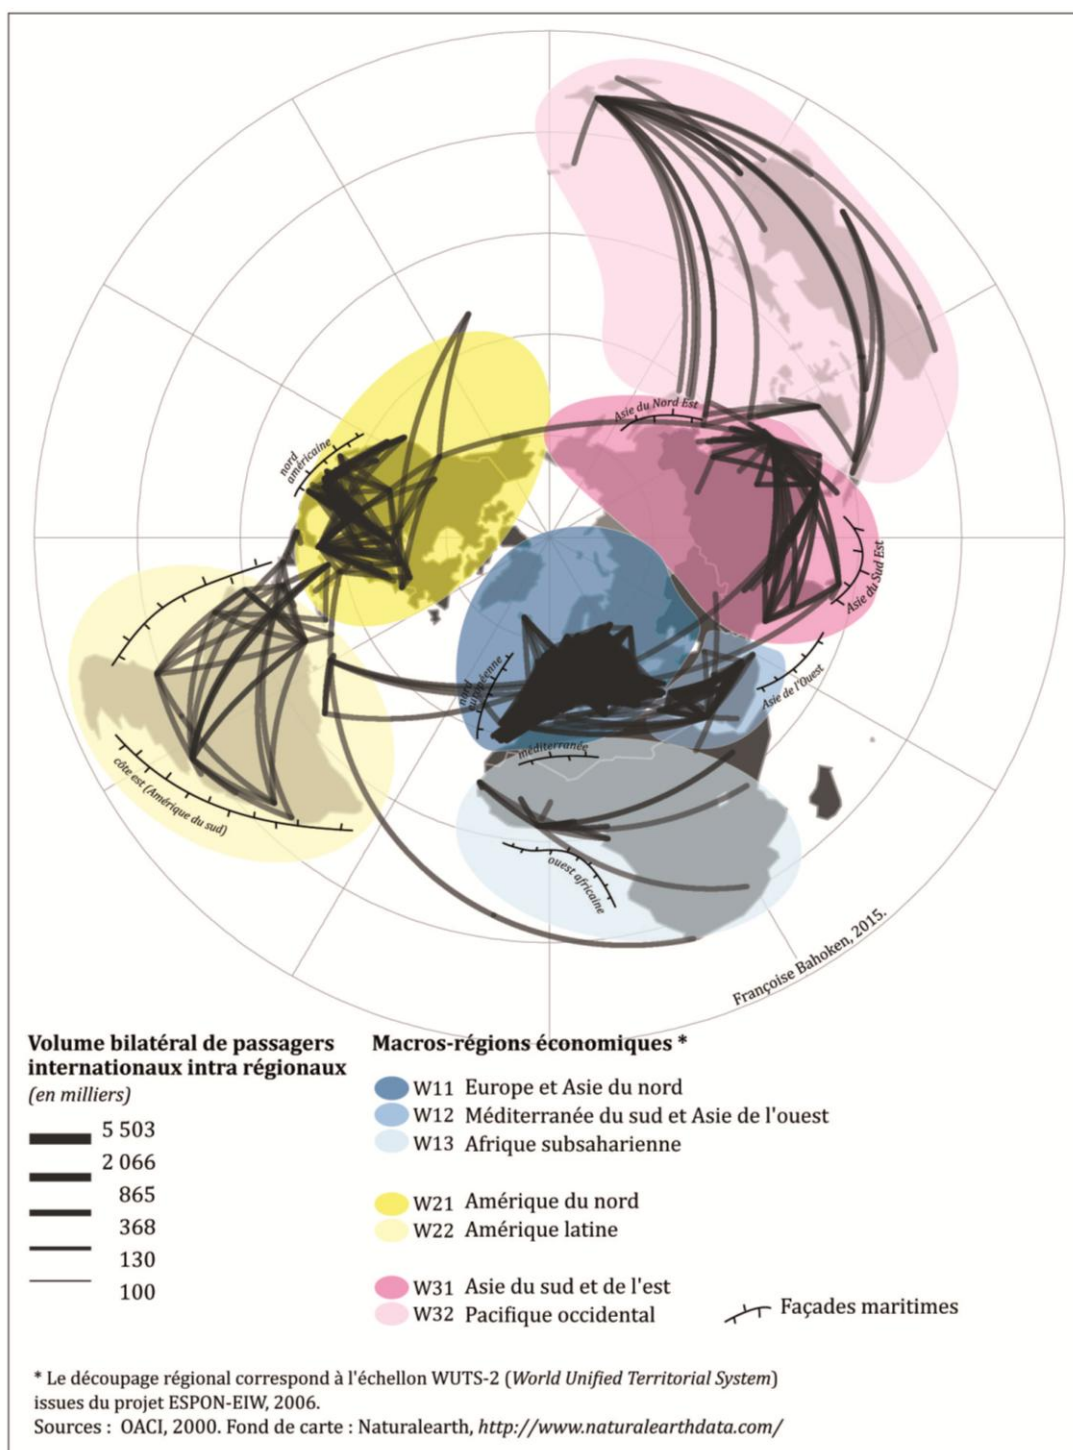 Asie du Nord Est
nord
américaine
Asie du Sud Est
nord
européenne
Asie de l'Ouest
méditerranée
côte est (Amérique du sud)
ouest africaine
Françoise Bahoken, 2015.
Volume bilatéral de passagers
internationaux intra régionaux
(en milliers)
5 503
2 066
865
368
130
100
Macros-régions économiques *
W11 Europe et Asie du nord
W12 Méditerranée du sud et Asie de l'ouest
W13 Afrique subsaharienne
W21 Amérique du nord
W22 Amérique latine
W31 Asie du sud et de l'est
W32 Pacifique occidental
Façades maritimes
* Le découpage régional correspond à l'échellon WUTS-2 (World Unified Territorial System)
issues du projet ESPON-EIW, 2006.
Sources : OACI, 2000. Fond de carte : Naturalearth, http://www.naturalearthdata.com/